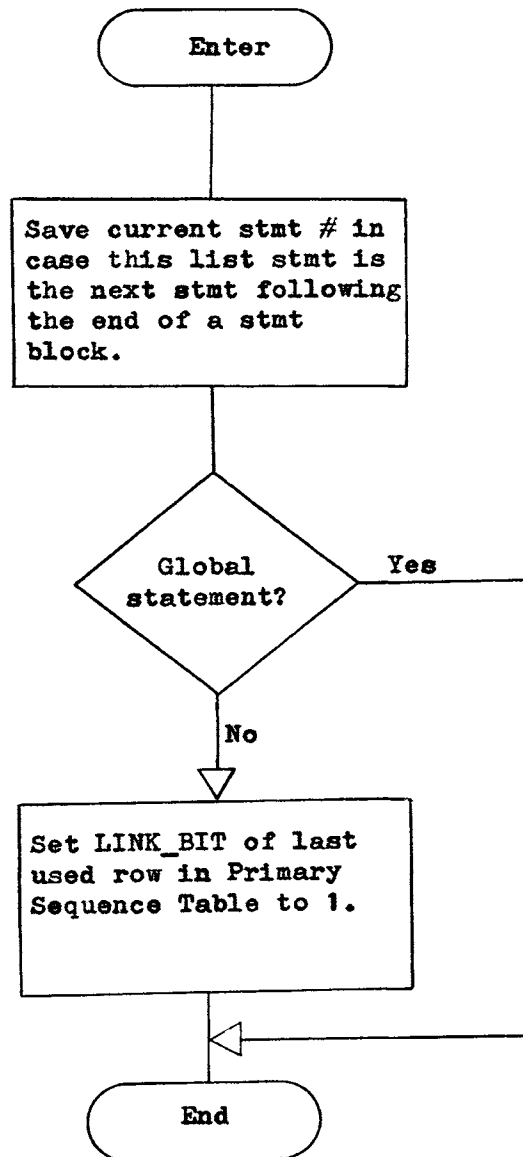 Enter
Save current stmt # in
case this list stmt is
the next stmt following
the end of a stmt
block.
Global
statement?
Yes
No
Set LINK_BIT of last
used row in Primary
Sequence Table to 1.
End